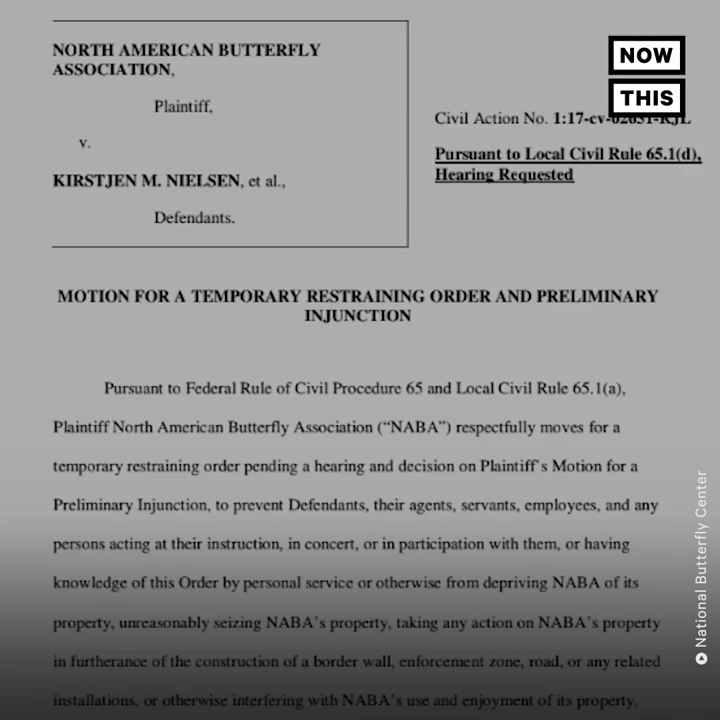 NORTH AMERICAN BUTTERFLY
ASSOCIATION,
Plaintiff,
v.
KIRSTJEN M. NIELSEN, et al.,
Defendants.
NOW
THIS
Civil Action No. 1:17-cv-02651-RJL
Pursuant to Local Civil Rule 65.1(d),
Hearing Requested
MOTION FOR A TEMPORARY RESTRAINING ORDER AND PRELIMINARY
INJUNCTION
Pursuant to Federal Rule of Civil Procedure 65 and Local Civil Rule 65.1(a),
Plaintiff North American Butterfly Association (“NABA”) respectfully moves for a
temporary restraining order pending a hearing and decision on Plaintiff’s Motion for a
Preliminary Injunction, to prevent Defendants, their agents, servants, employees, and any
persons acting at their instruction, in concert, or in participation with them, or having
knowledge of this Order by personal service or otherwise from depriving NABA of its
property, unreasonably seizing NABA’s property, taking any action on NABA’s property
in furtherance of the construction of a border wall, enforcement zone, road, or any related
installations, or otherwise interfering with NABA’s use and enjoyment of its property,
National Butterfly Center